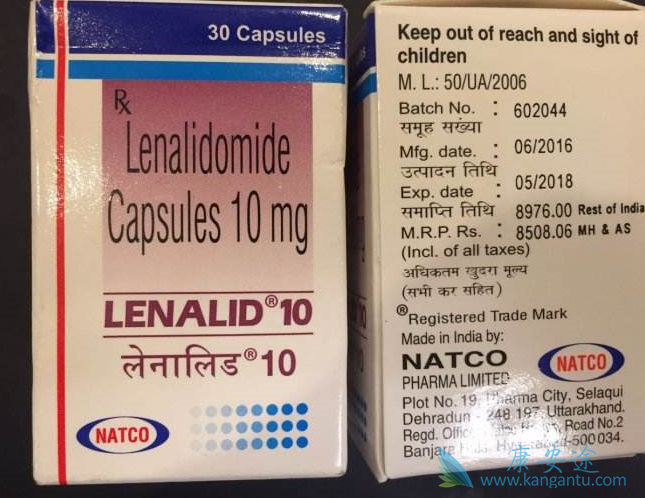 30 Capsules
Rx
Lenalidomide
Capsules 10 mg
LENALID® 10
लेनालिड® 10
NATCO
Keep out of reach and sight of
children
M. L.: 50/UA/2006
Batch No. : 602044
समूह सख्या
Mfg. date. : 06/2016
उत्पादन तिथि
Exp. date : 05/2018
समाप्ति तिथि 8976.00 Rest of India
M.R.P. Rs. : 8508.06 MH & AS
(Incl. of all taxes)
अधिकतम खुदरा मूल्य
(सभी कर सहित)
®Registered Trade Mark
Made in India by:
NATCO
PHARMA LIMITED
NATCO
Plot No. 19, Pharma City, Selaqui
Dehradun - 248 197, Uttarakhand.
Regd. Road No.2
Banjara 500 034.
康安途
www.kangantu.com